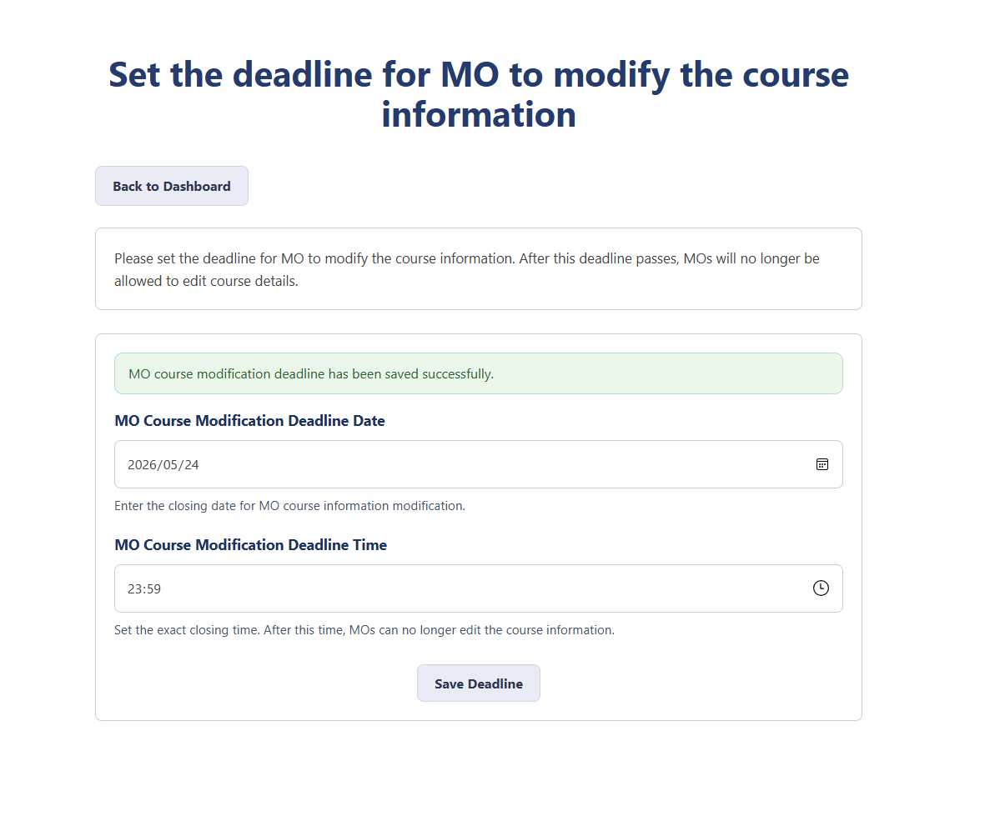 Set the deadline for MO to modify the course
information
Back to Dashboard
Please set the deadline for MO to modify the course information. After this deadline passes, MOs will no longer be
allowed to edit course details.
MO course modification deadline has been saved successfully.
MO Course Modification Deadline Date
2026/05/24
Enter the closing date for MO course information modification.
MO Course Modification Deadline Time
23:59
Set the exact closing time. After this time, MOs can no longer edit the course information.
Save Deadline